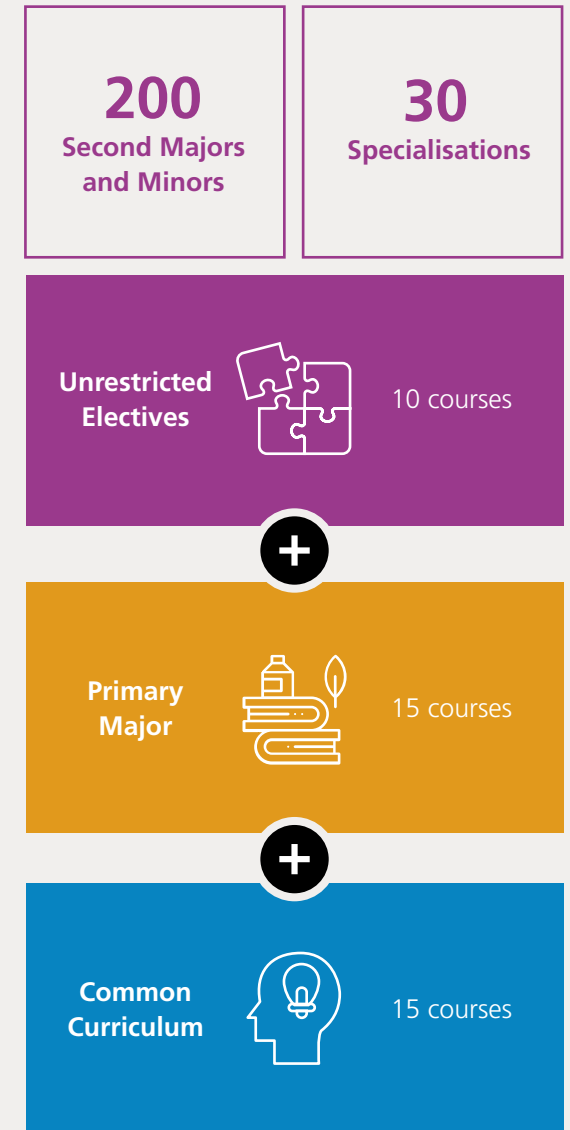 200
Second Majors
and Minors
30
Specialisations
Unrestricted
Electives
10 courses
+
Primary
Major
15 courses
+
Common
Curriculum
15 courses